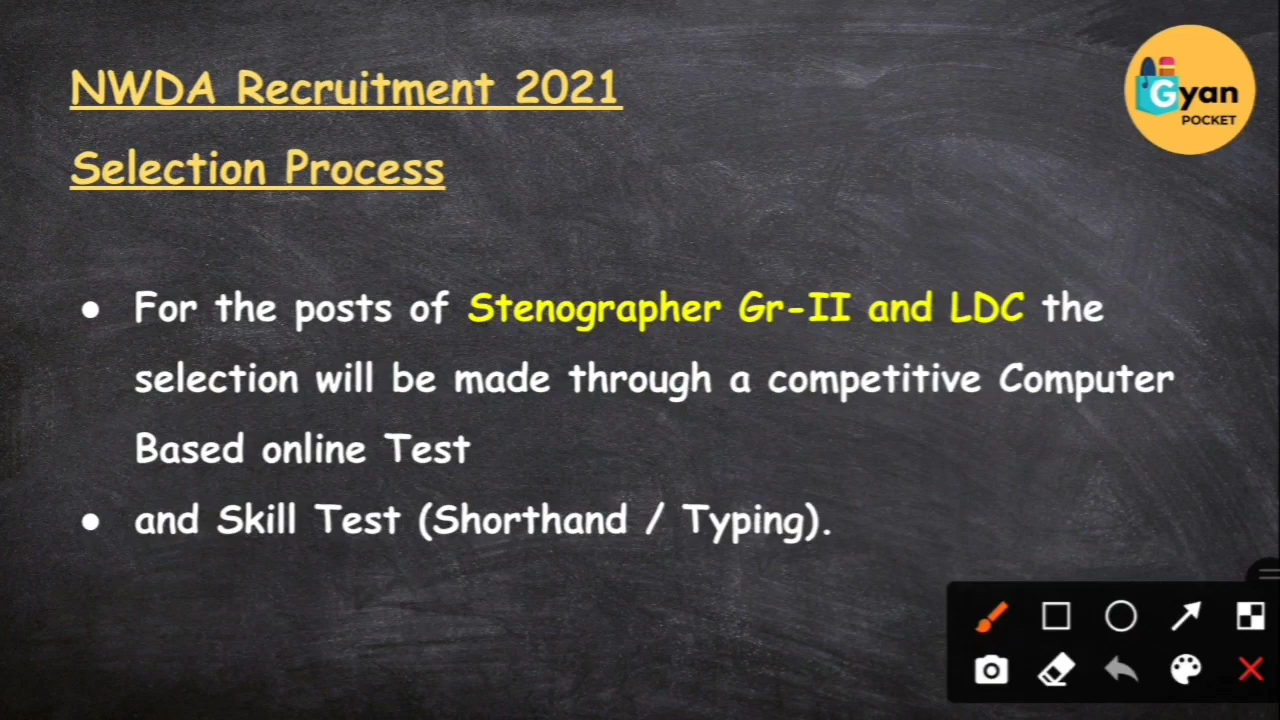 NWDA Recruitment 2021
Selection Process
Gyan
POCKET
● For the posts of Stenographer Gr-II and LDC the
selection will be made through a competitive Computer
Based online Test
● and Skill Test (Shorthand / Typing).